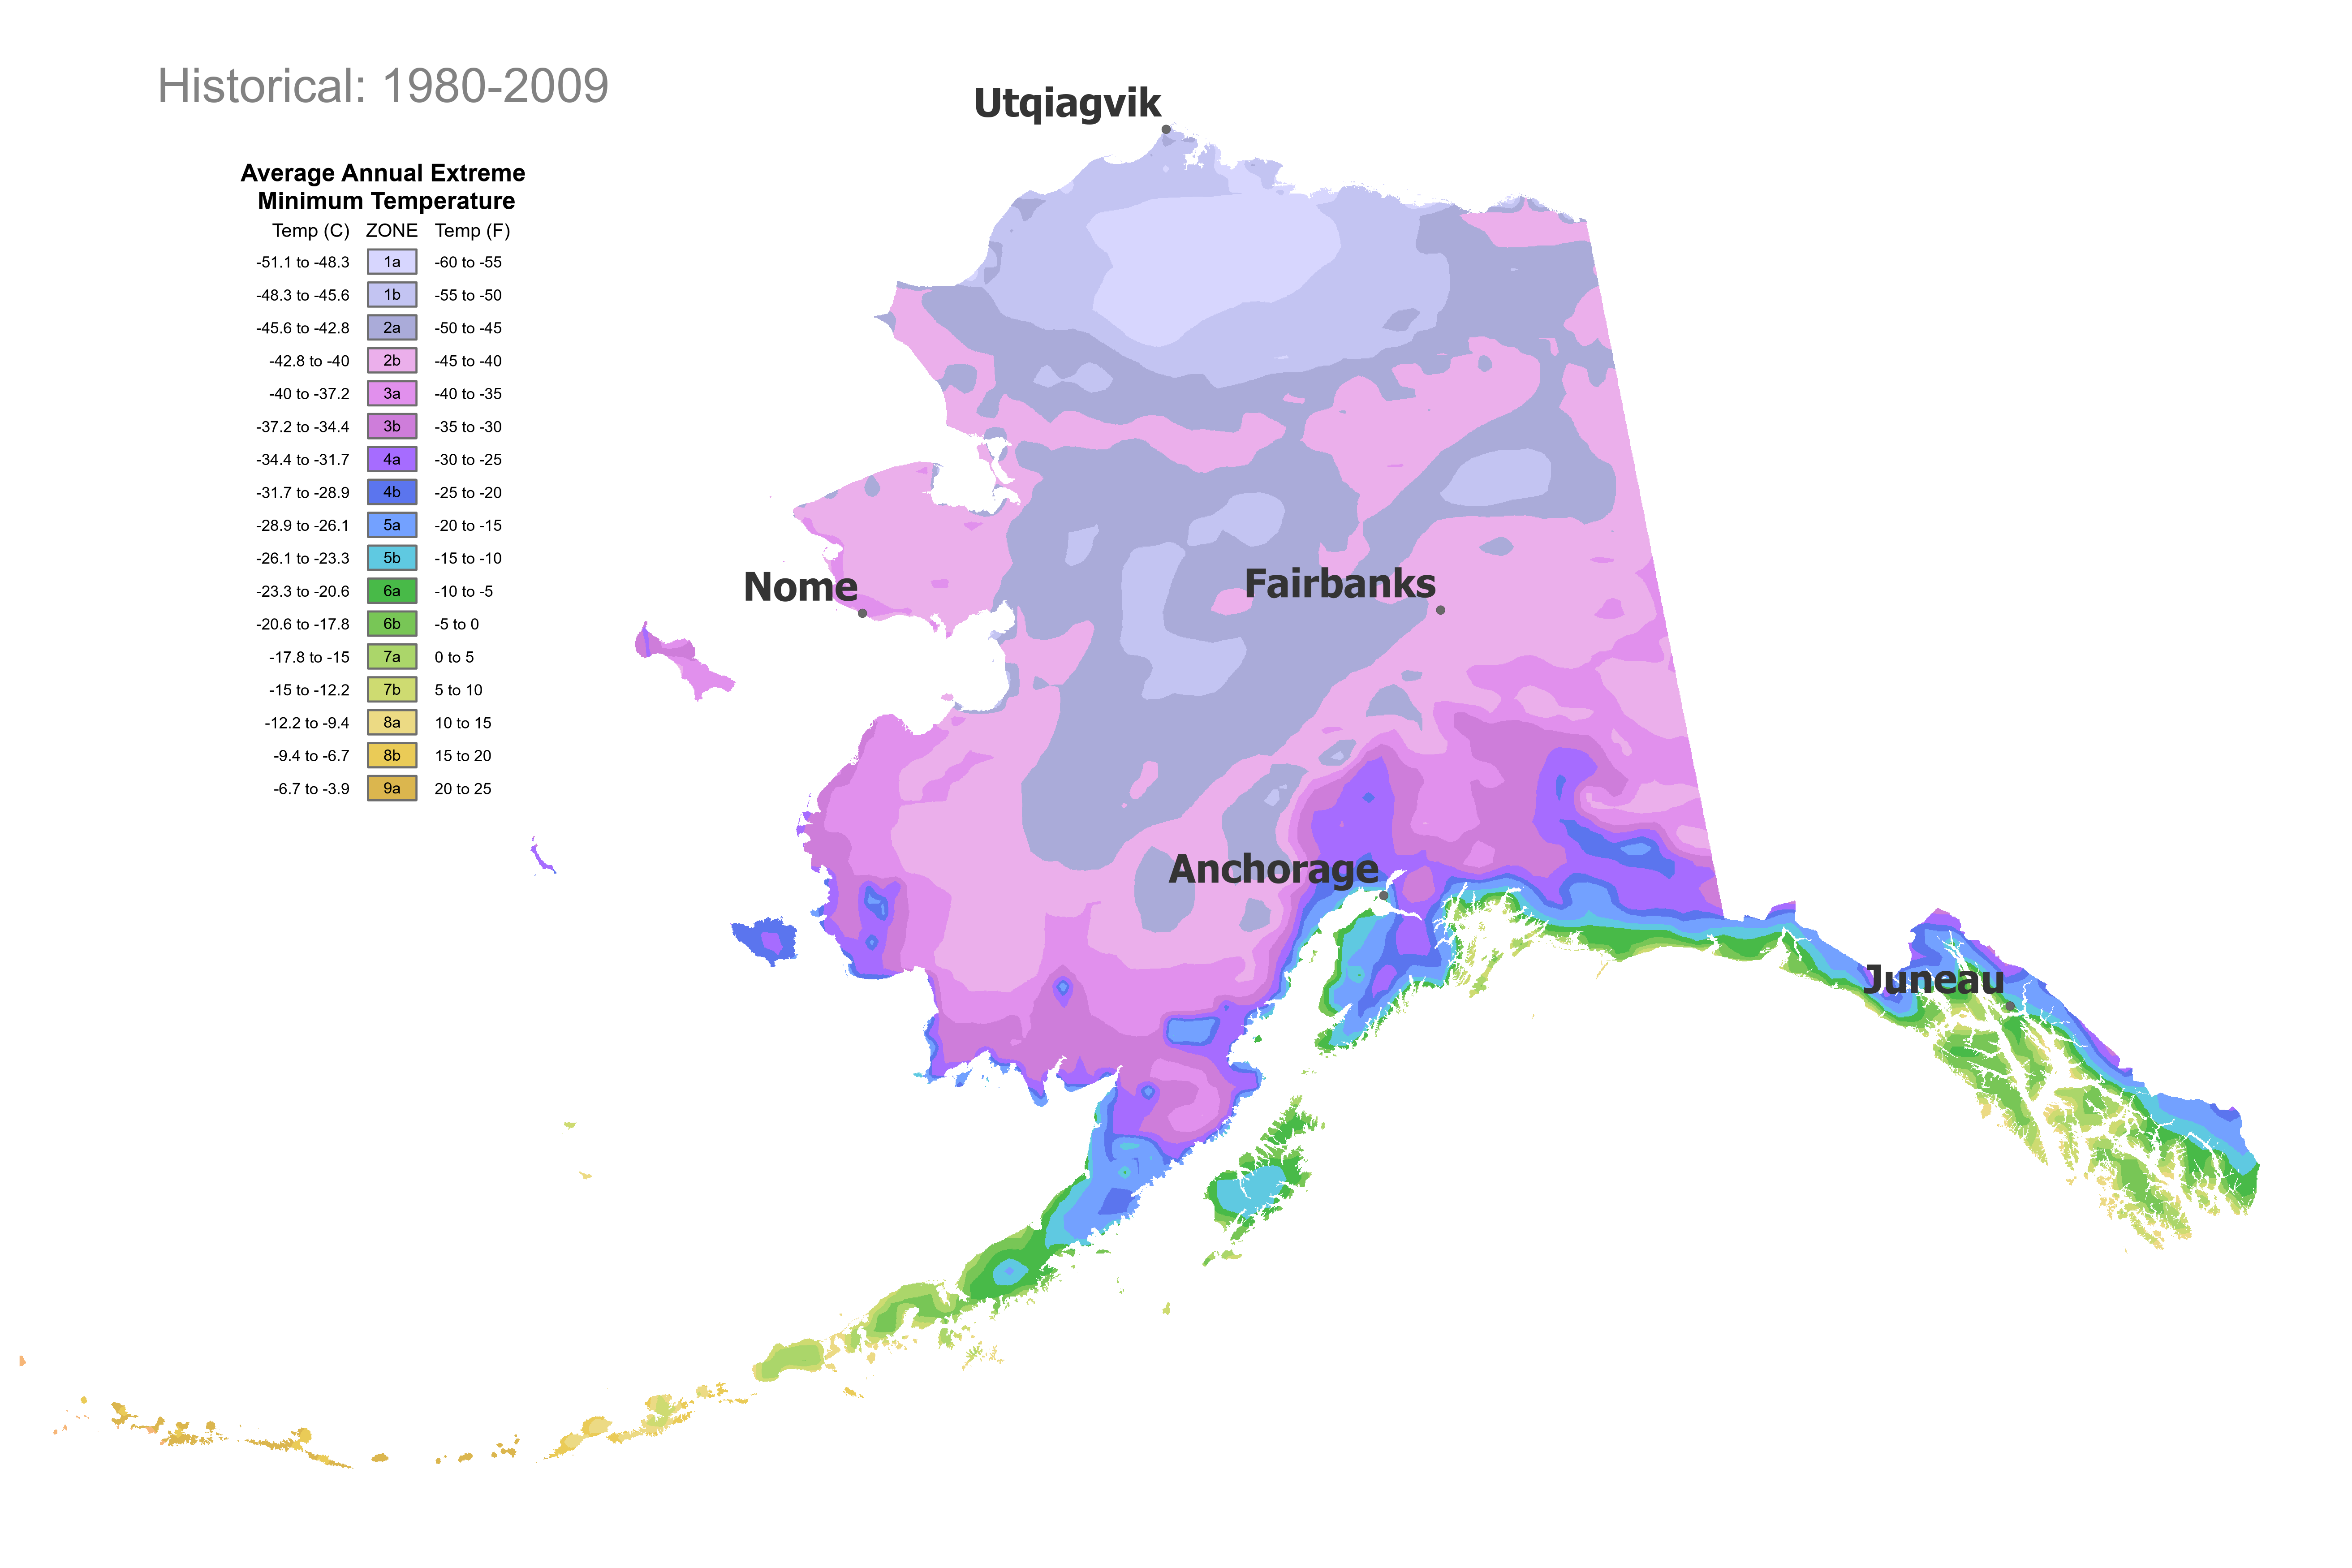 Historical: 1980-2009
Average Annual Extreme
Minimum Temperature
Temp (C) ZONE Temp (F)
-51.1 to -48.3 1a -60 to -55
-48.3 to -45.6 1b -55 to -50
-45.6 to -42.8 2a -50 to -45
-42.8 to -40 2b -45 to -40
-40 to -37.2 3a -40 to -35
-37.2 to -34.4 3b -35 to -30
-34.4 to -31.7 4a -30 to -25
-31.7 to -28.9 4b -25 to -20
-28.9 to -26.1 5a -20 to -15
-26.1 to -23.3 5b -15 to -10
-23.3 to -20.6 6a -10 to -5
-20.6 to -17.8 6b -5 to 0
-17.8 to -15 7a 0 to 5
-15 to -12.2 7b 5 to 10
-12.2 to -9.4 8a 10 to 15
-9.4 to -6.7 8b 15 to 20
-6.7 to -3.9 9a 20 to 25
Utqiagvik
Nome
Fairbanks
Anchorage
Juneau